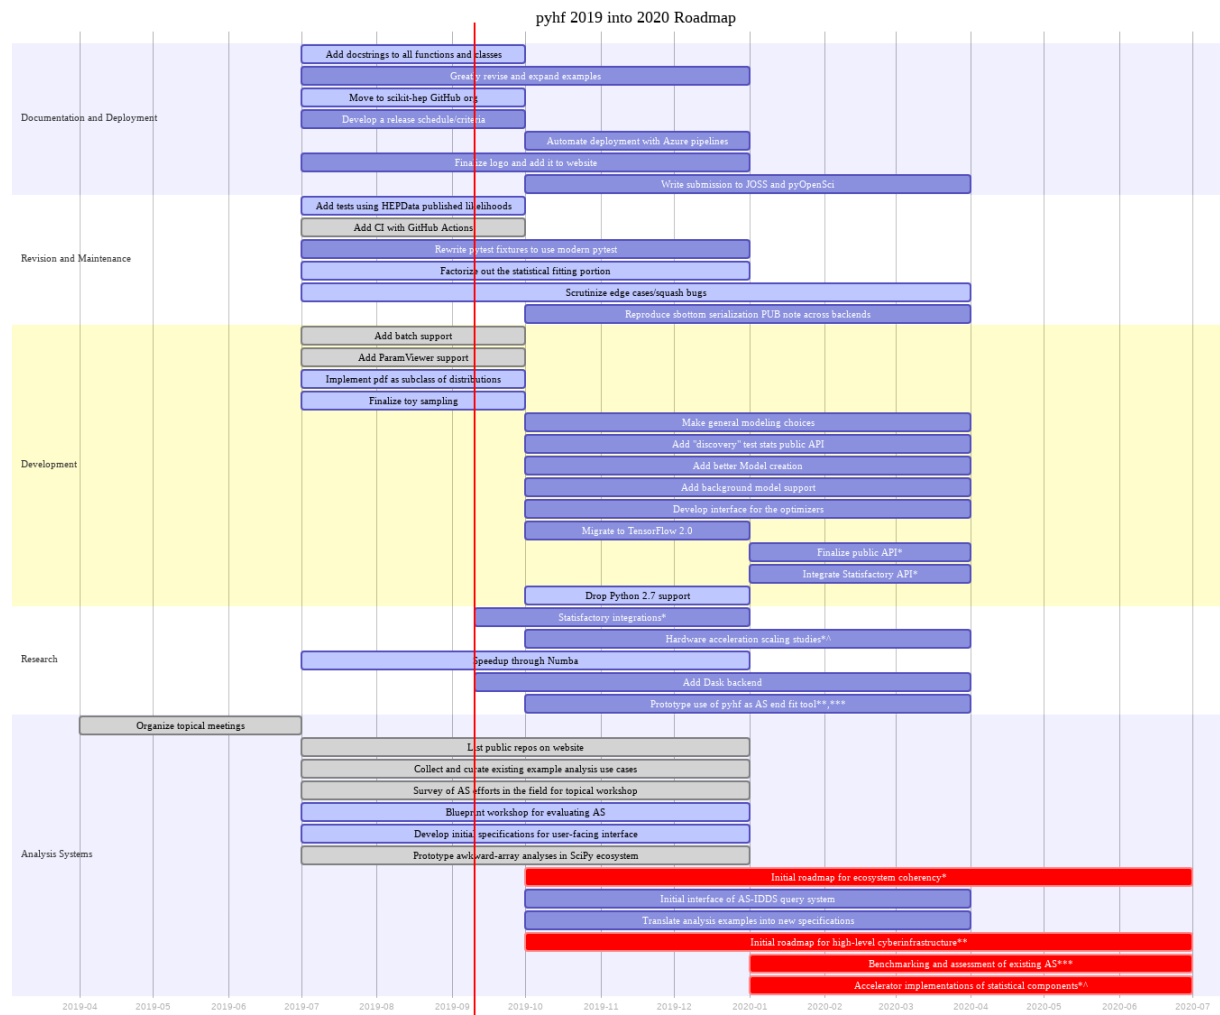 pyhf 2019 into 2020 Roadmap
Documentation and Deployment
Add docstrings to all functions and classes
Greatly revise and expand examples
Move to scikit-hep GitHub org
Develop a release schedule/criteria
Automate deployment with Azure pipelines
Finalize logo and add it to website
Write submission to JOSS and pyOpenSci
Revision and Maintenance
Add tests using HEPData published likelihoods
Add CI with GitHub Actions
Rewrite pytest fixtures to use modern pytest
Factorize out the statistical fitting portion
Scrutinize edge cases/squash bugs
Reproduce sbottom serialization PUB note across backends
Development
Add batch support
Add ParamViewer support
Implement pdf as subclass of distributions
Finalize toy sampling
Make general modeling choices
Add "discovery" test stats public API
Add better Model creation
Add background model support
Develop interface for the optimizers
Migrate to TensorFlow 2.0
Finalize public API*
Integrate Statisfactory API*
Drop Python 2.7 support
Research
Statisfactory integrations*
Hardware acceleration scaling studies*^
Speedup through Numba
Add Dask backend
Prototype use of pyhf as AS end fit tool**,***
Analysis Systems
Organize topical meetings
List public repos on website
Collect and curate existing example analysis use cases
Survey of AS efforts in the field for topical workshop
Blueprint workshop for evaluating AS
Develop initial specifications for user-facing interface
Prototype awkward-array analyses in SciPy ecosystem
Initial roadmap for ecosystem coherency*
Initial interface of AS-IDDS query system
Translate analysis examples into new specifications
Initial roadmap for high-level cyberinfrastructure**
Benchmarking and assessment of existing AS***
Accelerator implementations of statistical components*^
2019-04 2019-05 2019-06 2019-07 2019-08 2019-09 2019-10 2019-11 2019-12 2020-01 2020-02 2020-03 2020-04 2020-05 2020-06 2020-07